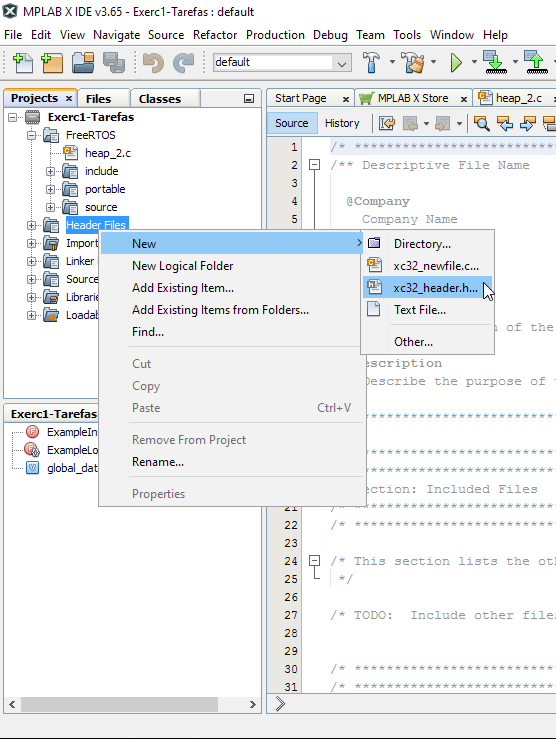 MPLAB X IDE v3.65 - Exerc1-Tarefas : default
File Edit View Navigate Source Refactor Production Debug Team Tools Window Help
default
Projects × Files Classes
Start Page × MPLAB X Store × heap_2.c ×
Source History
Exerc1-Tarefas
FreeRTOS
heap_2.c
include
portable
source
Header Files
Import
Linker
Source
Librarie
Loadab
1 /* ****************************
2 /** Descriptive File Name
3
4 @Company
5 Company Name
New
New Logical Folder
Add Existing Item...
Add Existing Items from Folders...
Find...
Cut
Copy
Paste Ctrl+V
Remove From Project
Rename...
Properties
Directory...
xc32_newfile.c...
xc32_header.h...
Text File...
Other...
on of the
escription
Describe the purpose of
ection: Included Files
Exerc1-Tarefas
ExampleIn
ExampleLo
global_dat
21 /* ****************************
22 /* ****************************
23
24 /* This section lists the oth
25 */
26
27 /* TODO: Include other files
28
29
30 /* ****************************
31 /* ****************************